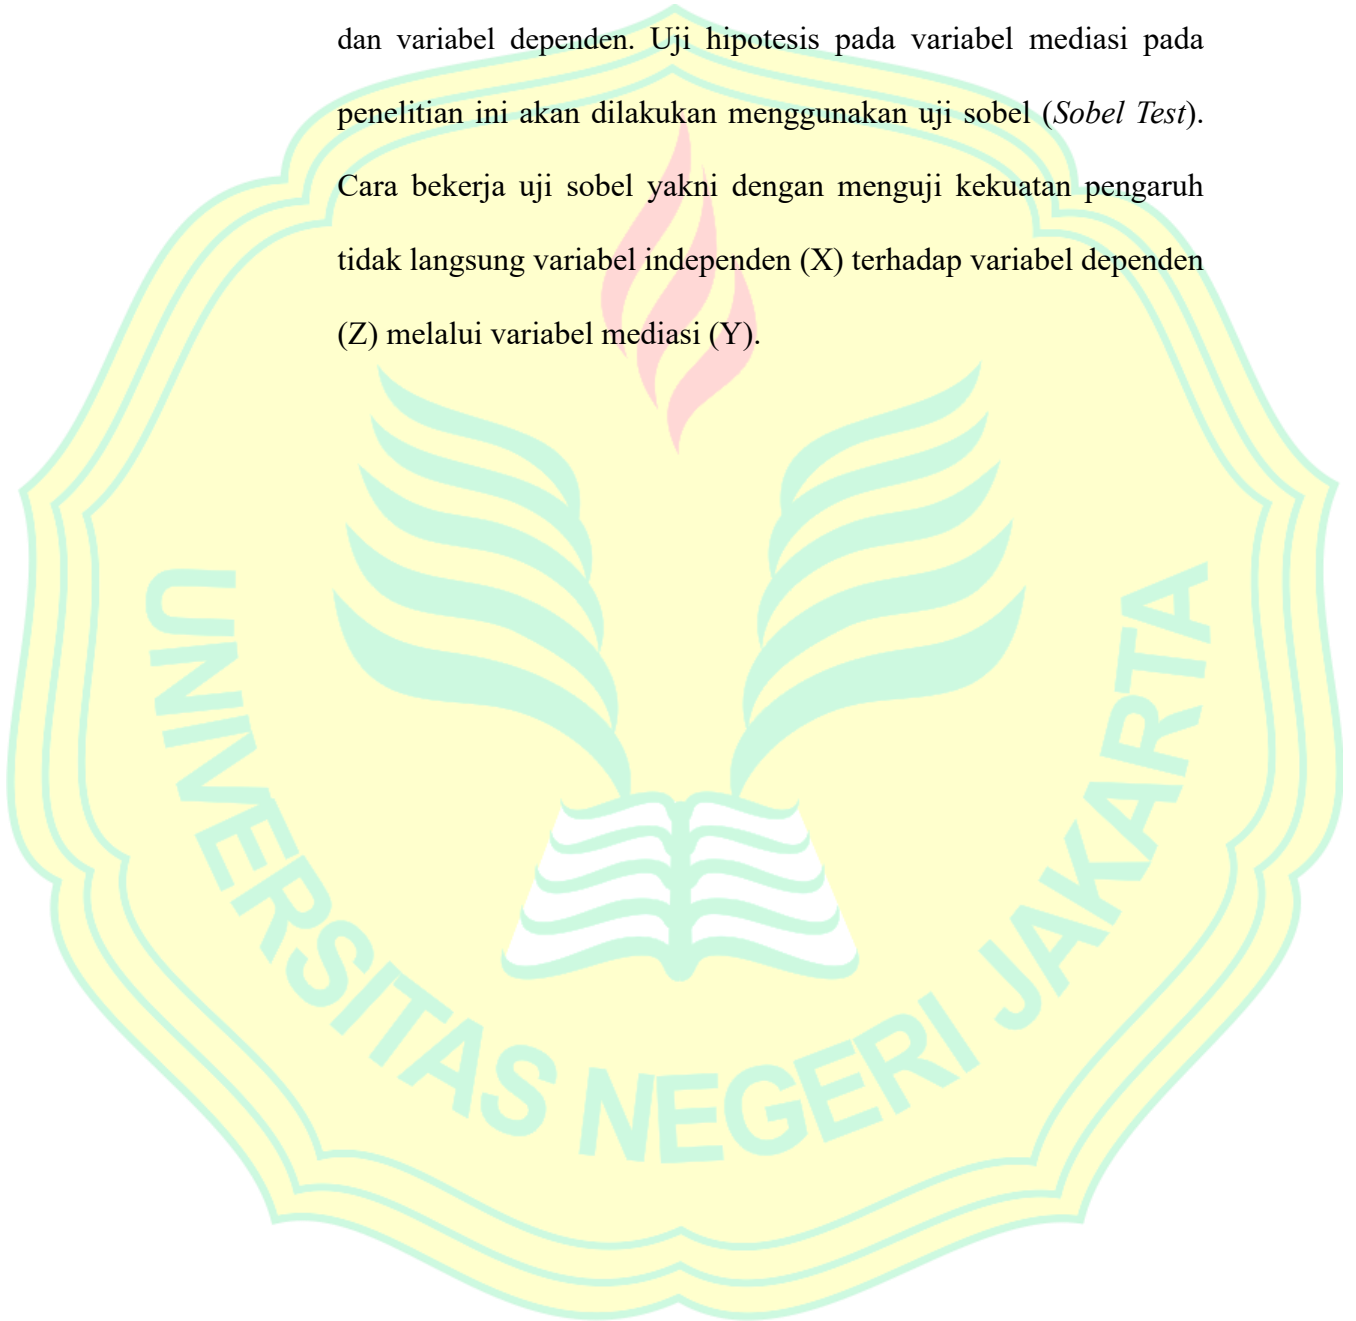 dan variabel dependen. Uji hipotesis pada variabel mediasi pada
penelitian ini akan dilakukan menggunakan uji sobel (Sobel Test).
Cara bekerja uji sobel yakni dengan menguji kekuatan pengaruh
tidak langsung variabel independen (X) terhadap variabel dependen
(Z) melalui variabel mediasi (Y).
UNIVERSITAS NEGERI JAKARTA